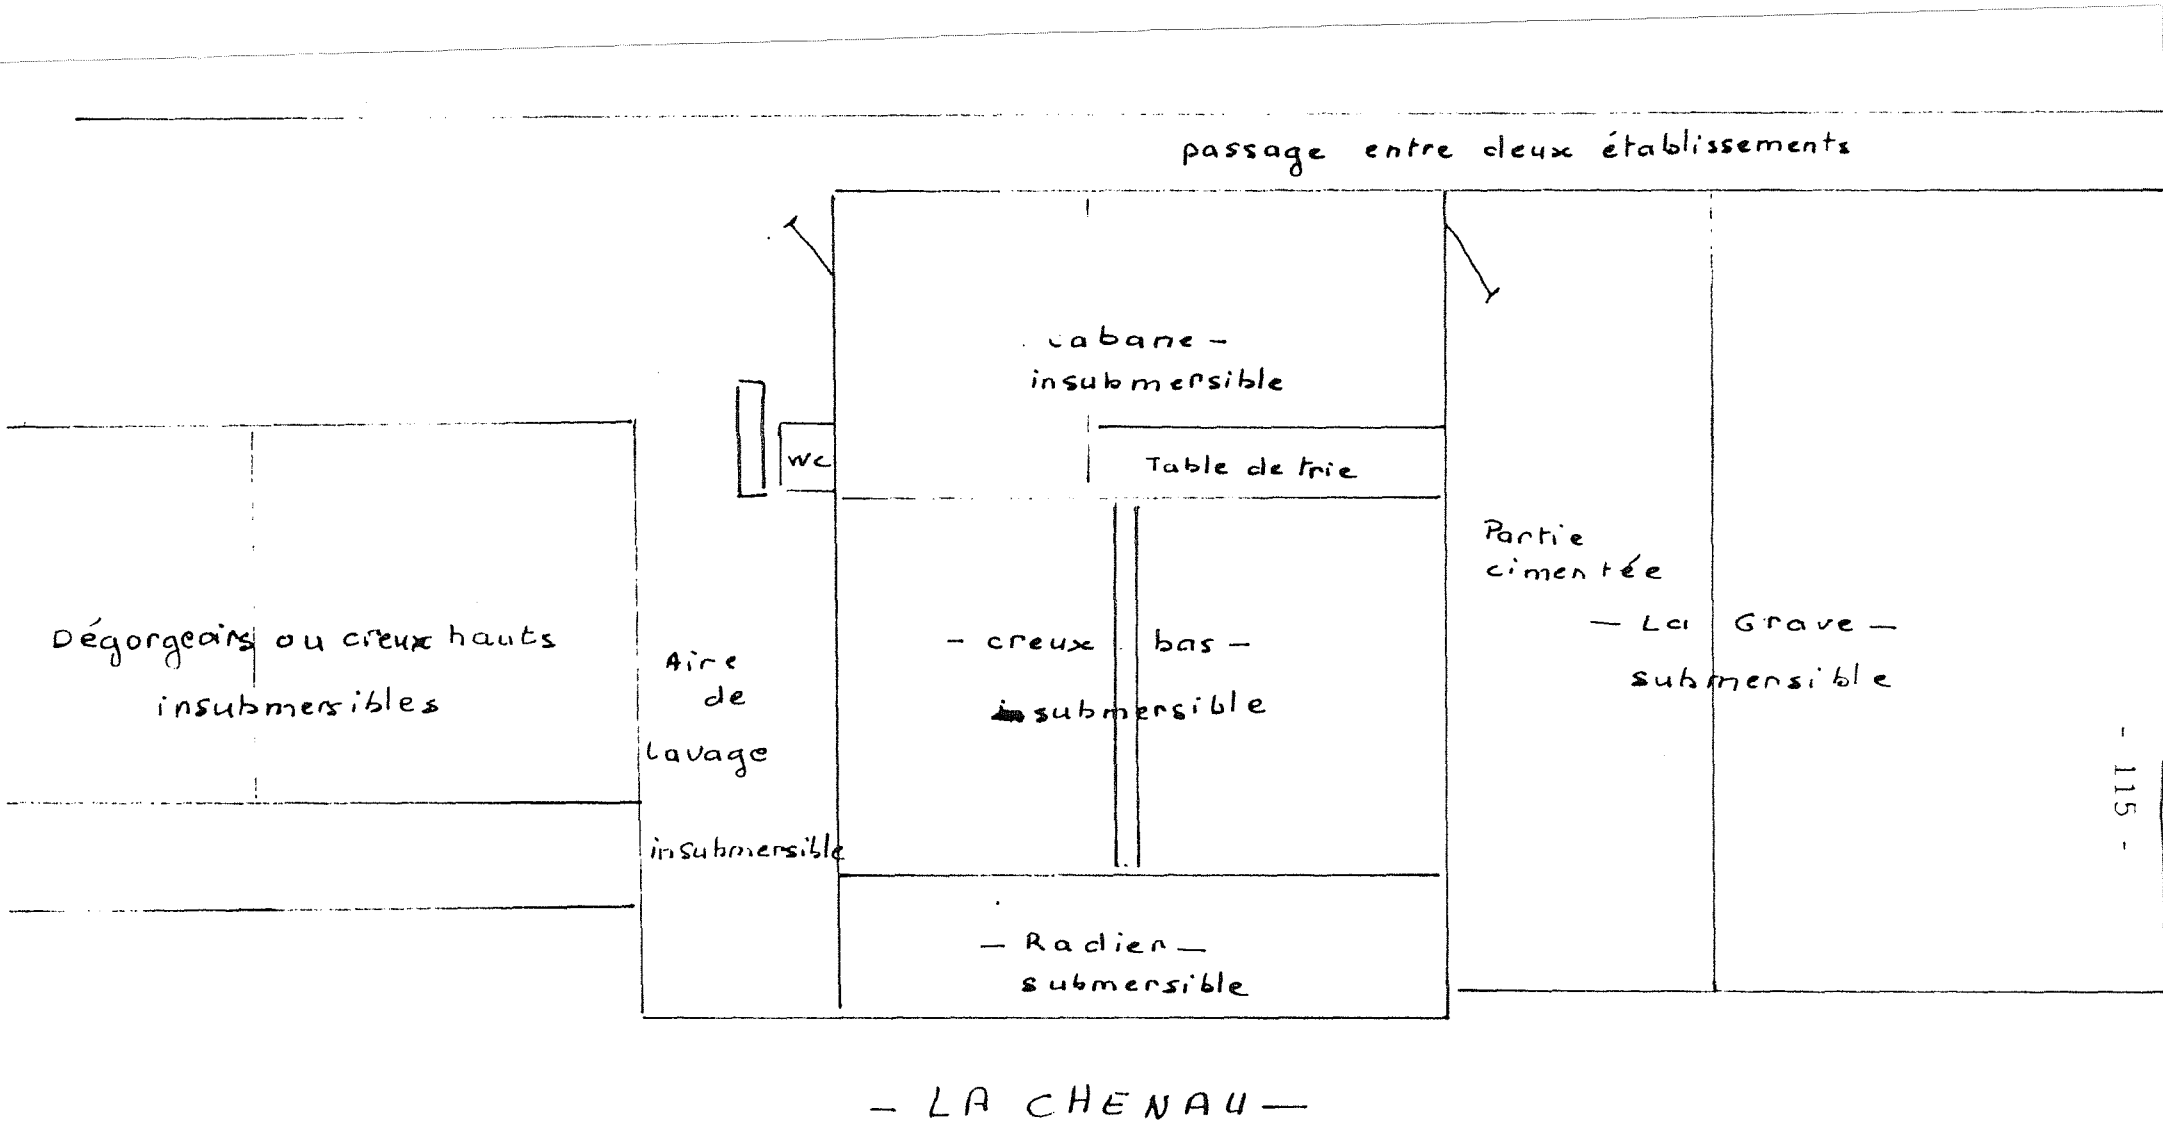 passage entre deux établissements
cabane -
insubmersible
WC
Table de trie
Partie
cimentée
- La Grave -
submersible
Dégorgeoirs ou creux hauts
insubmersibles
Aire
de
Lavage
insubmersible
- creux bas -
submersible
- Radier -
submersible
- 115 -
- LA CHENAU -